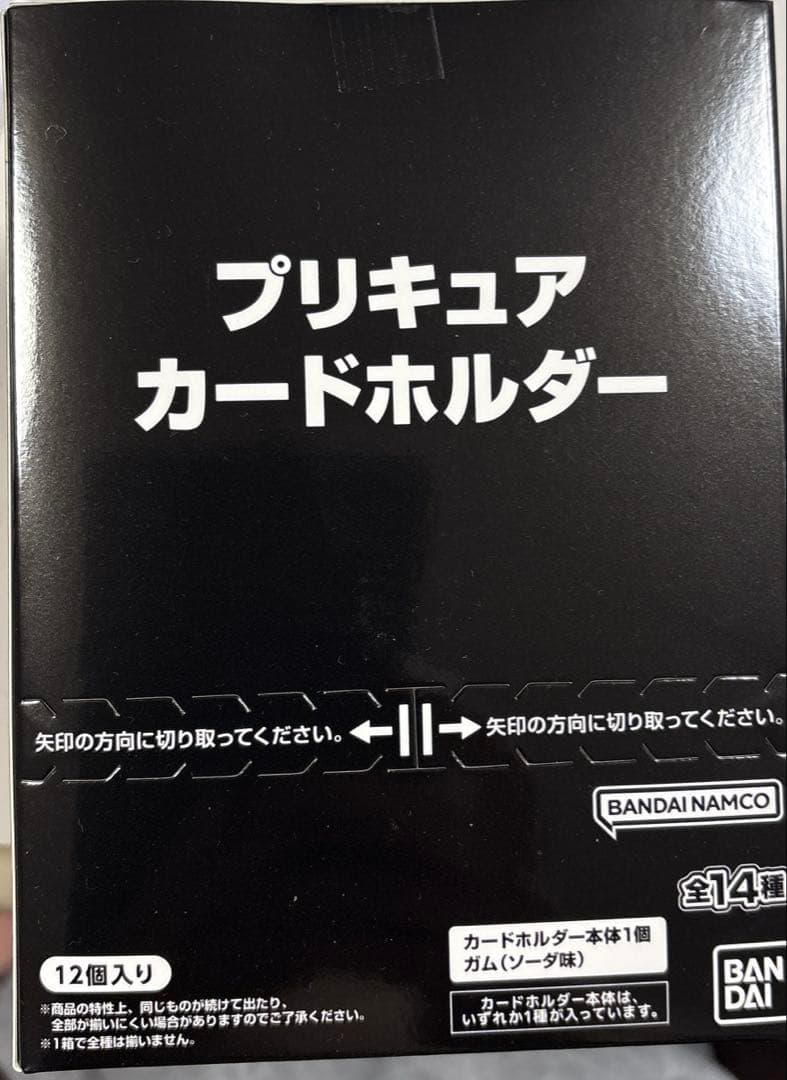 プリキュア
カードホルダー
矢印の方向に切り取ってください。←||→矢印の方向に切り取ってください。
BANDAI NAMCO
全14種
カードホルダー本体1個
ガム(ソーダ味)
カードホルダー本体は、
いずれか1種が入っています。
BAN
DAI
12個入り
※商品の特性上、同じものが続けて出たり、
全部が揃いにくい場合がありますのでご了承ください。
※1箱で全種は揃いません。